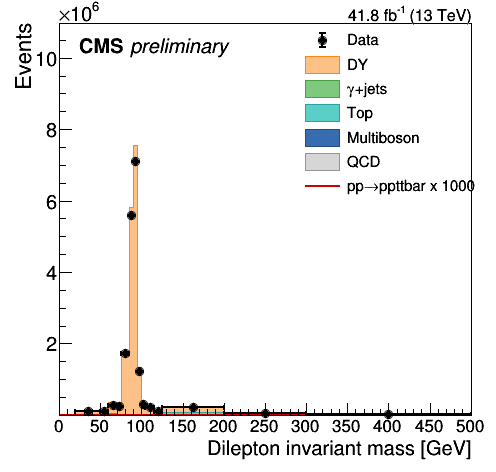 ×10⁶
41.8 fb⁻¹ (13 TeV)
CMS preliminary
Data
DY
γ+jets
Top
Multiboson
QCD
pp→ppttbar x 1000
Events
10
8
6
4
2
0 50 100 150 200 250 300 350 400 450 500
Dilepton invariant mass [GeV]